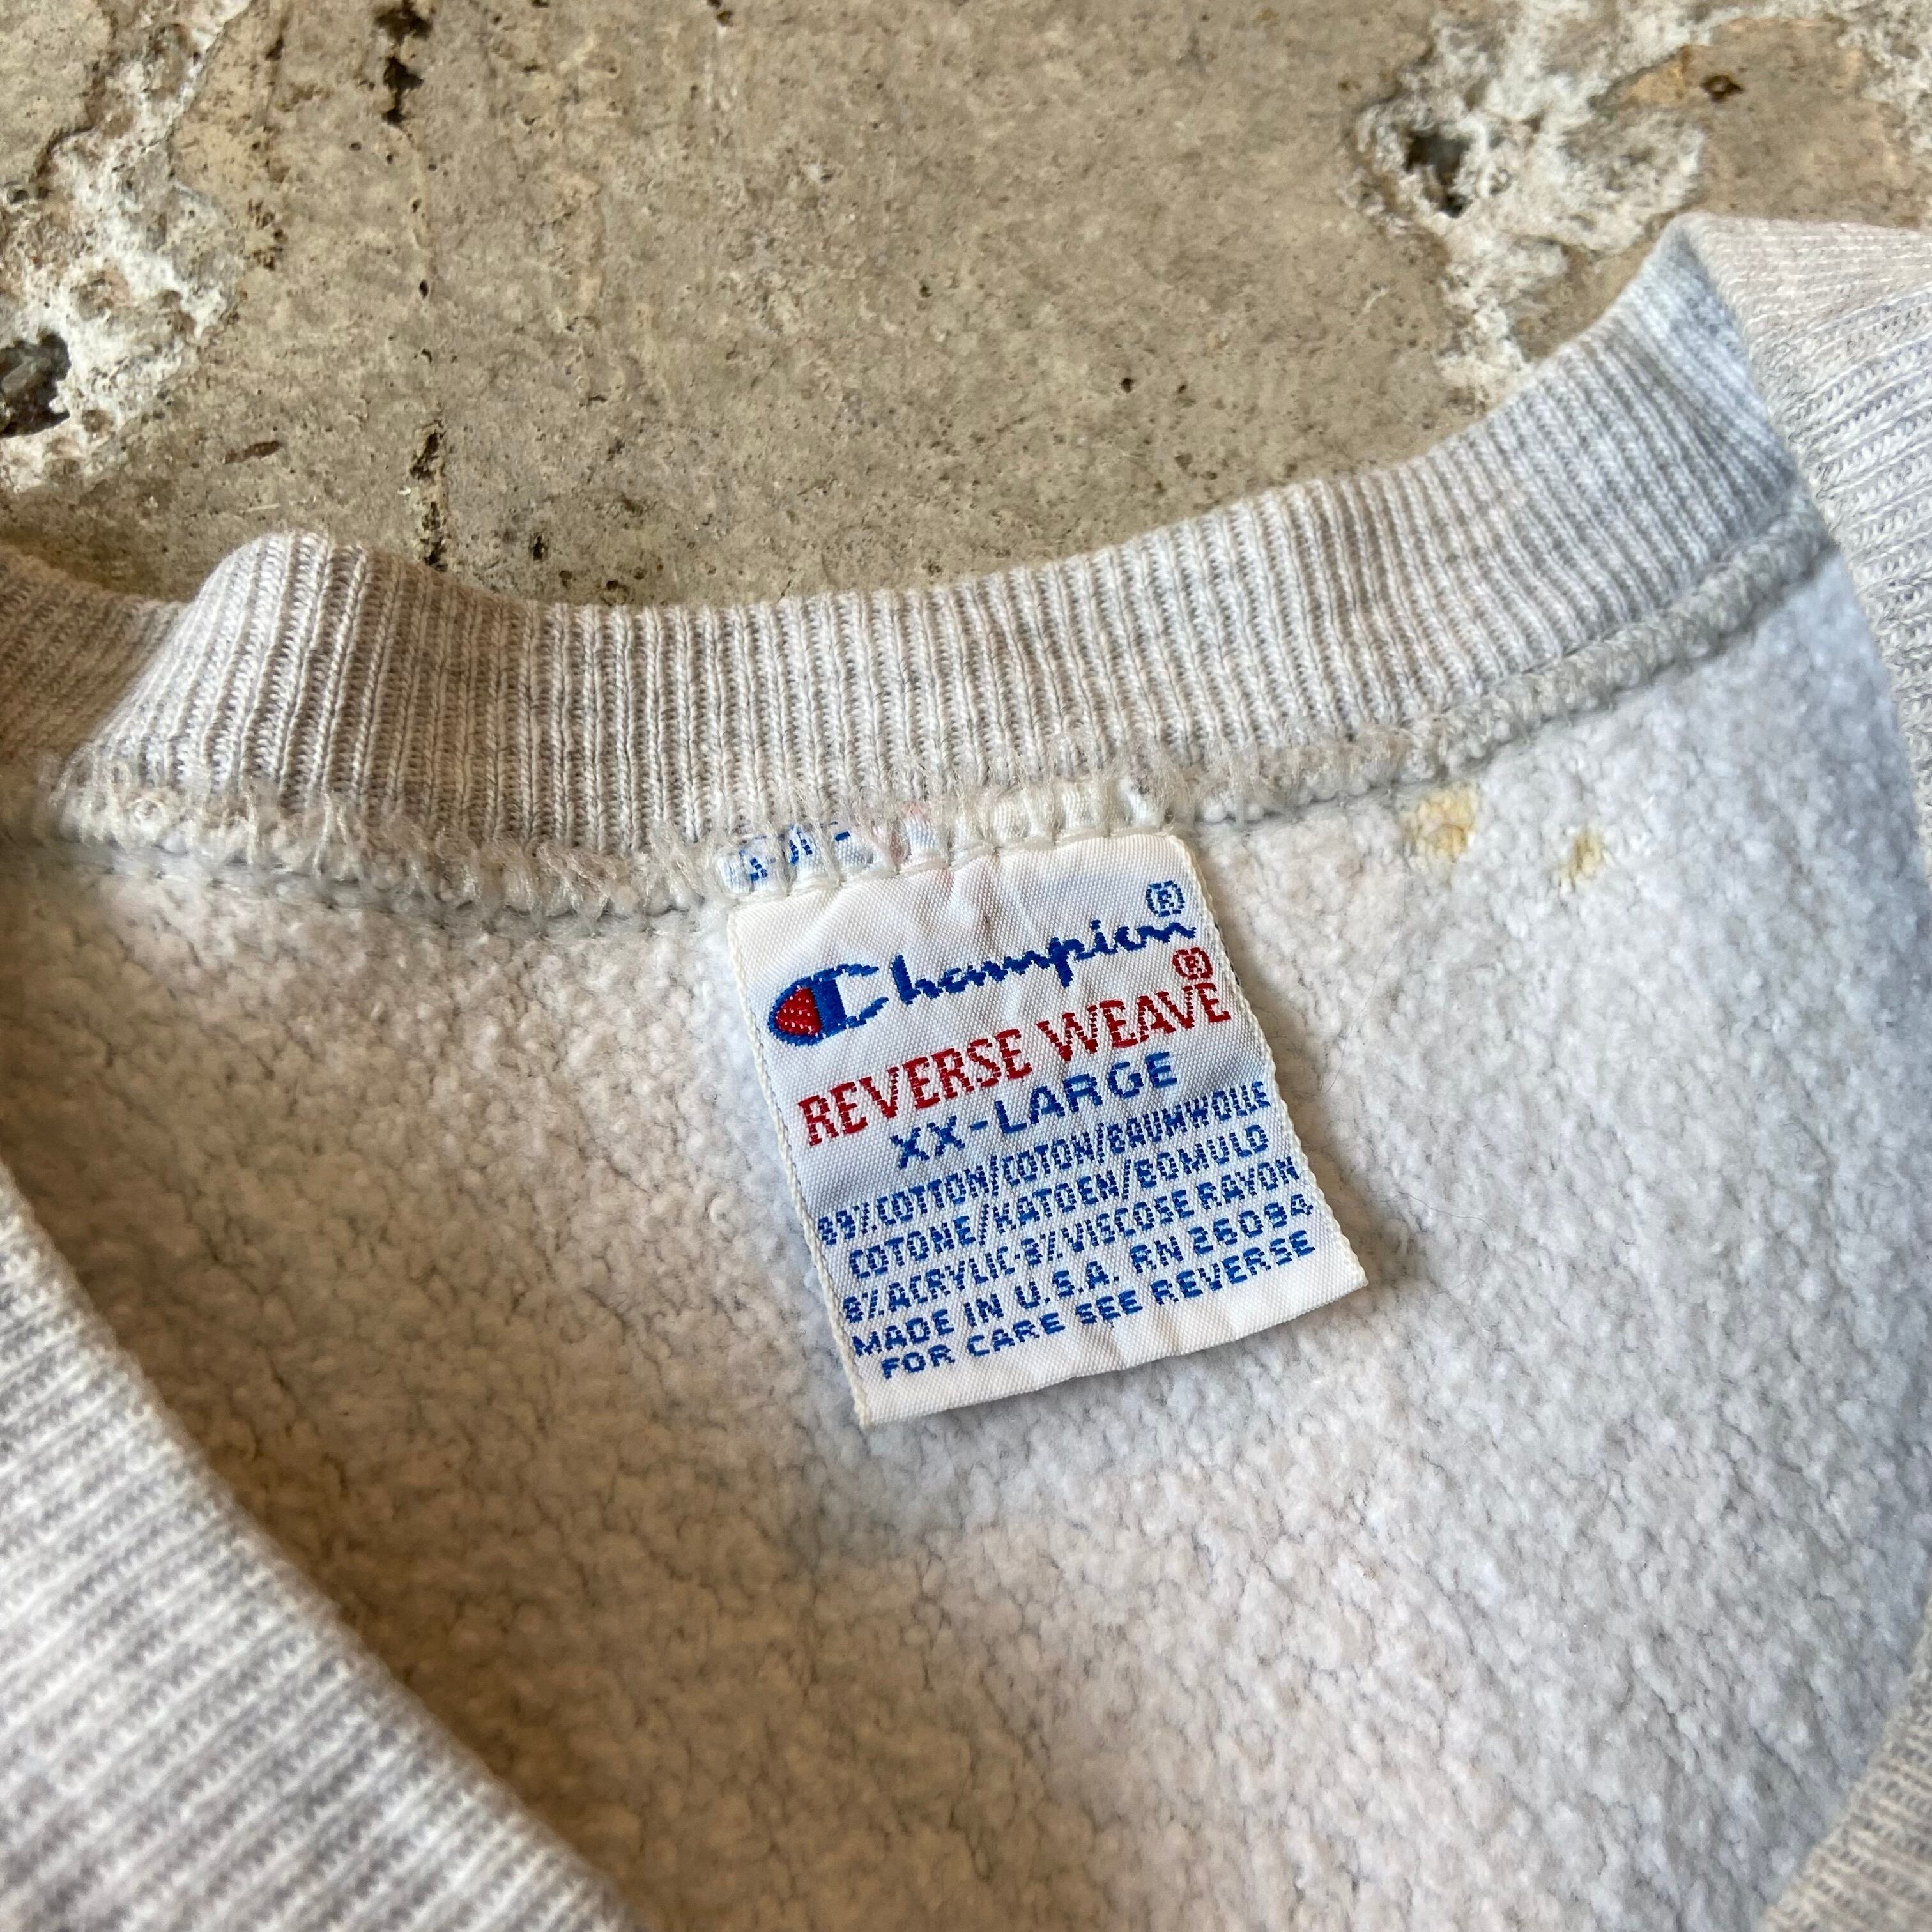 Champion®
REVERSE WEAVE®
XX-LARGE
89%COTTON/COTON/BAUMWOLLE
COTONE/KATOEN/BOMULD
8%ACRYLIC·3%VISCOSE RAYON
MADE IN U.S.A. RN 26094
FOR CARE SEE REVERSE